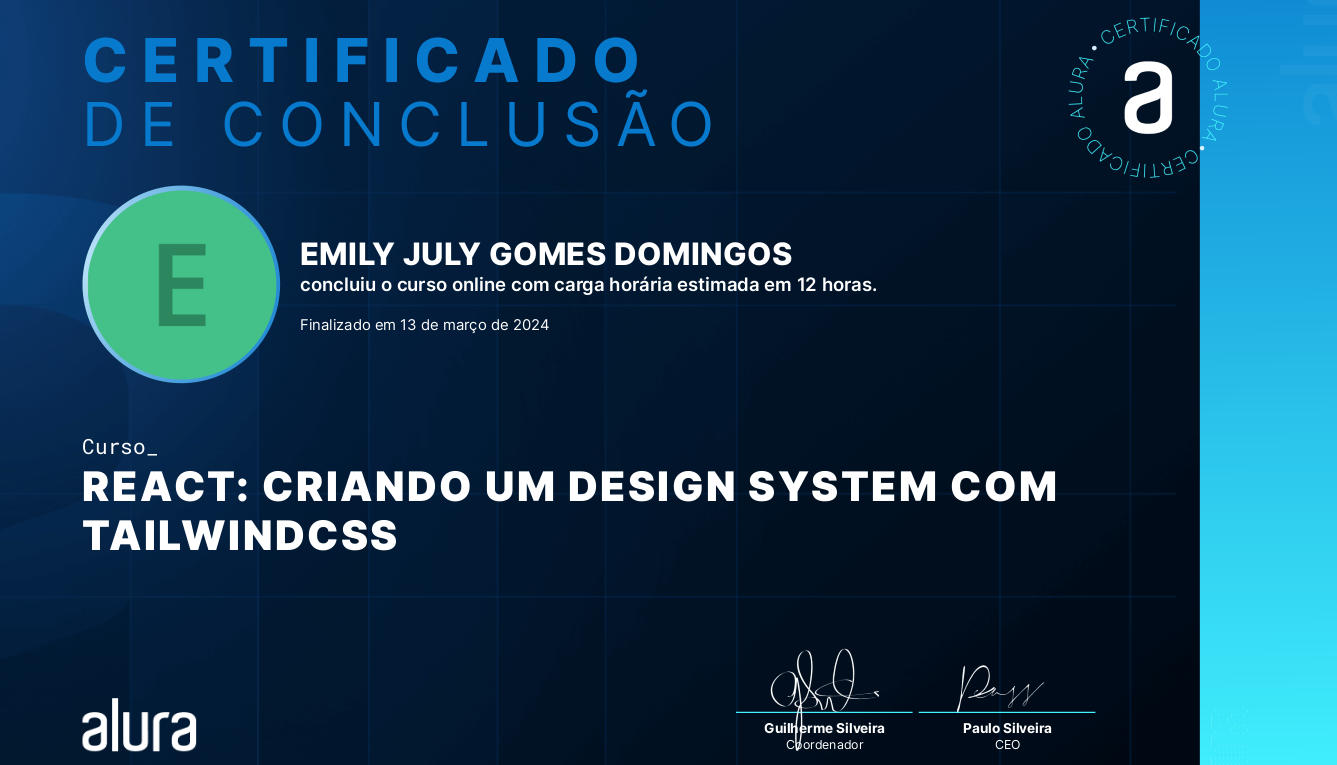 CERTIFICADO
DE CONCLUSÃO
CERTIFICADO ALURA • CERTIFICADO ALURA •
a
E
EMILY JULY GOMES DOMINGOS
concluiu o curso online com carga horária estimada em 12 horas.
Finalizado em 13 de março de 2024
Curso_
REACT: CRIANDO UM DESIGN SYSTEM COM
TAILWINDCSS
alura
Guilherme Silveira
Coordenador
Paulo Silveira
CEO